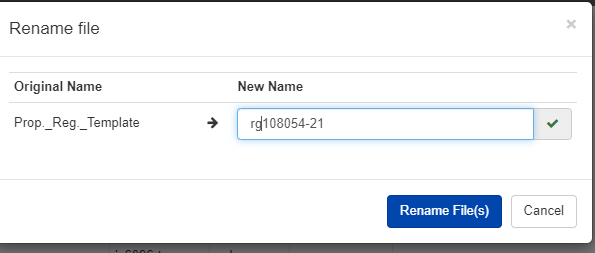 Rename file ×
Original Name New Name
Prop._Reg._Template → rg108054-21
Rename File(s) Cancel